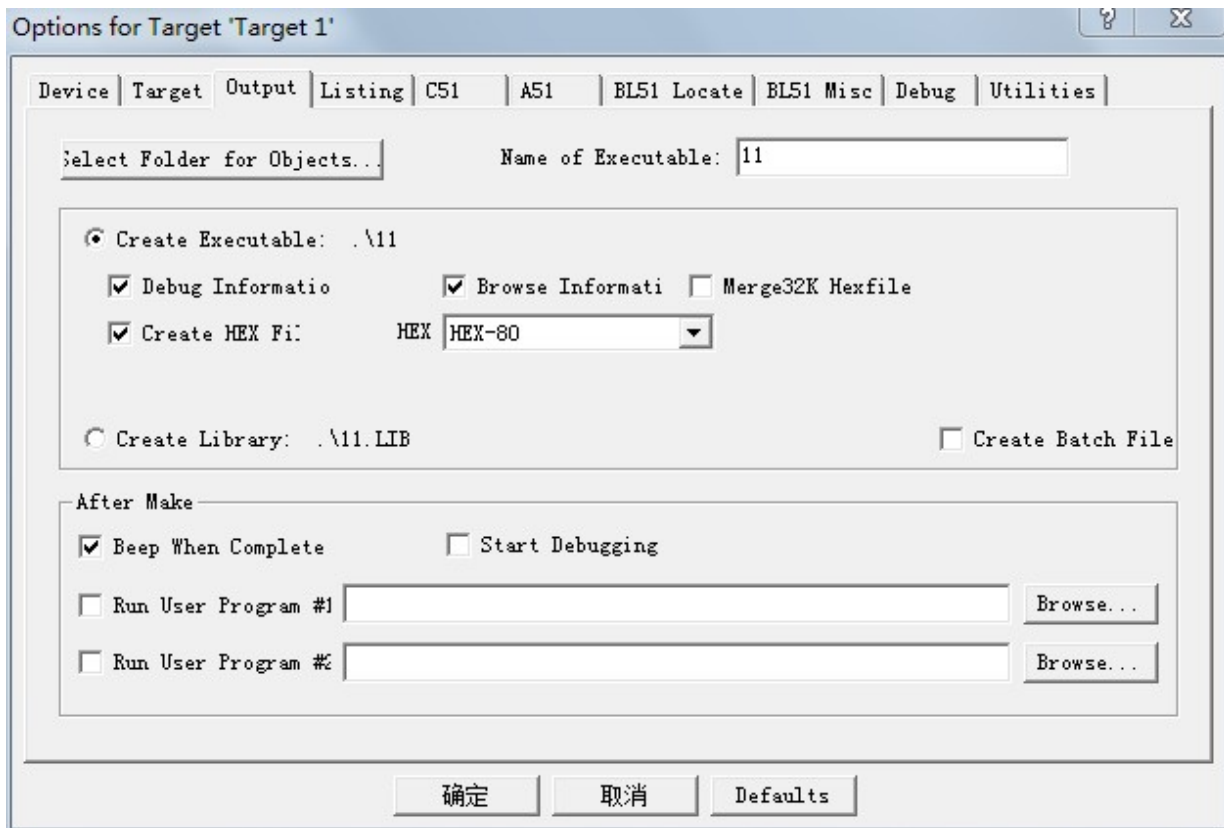 Options for Target 'Target 1'
Device Target Output Listing C51 A51 BL51 Locate BL51 Misc Debug Utilities
Select Folder for Objects... Name of Executable: 11
Create Executable: .\11
Debug Informatio Browse Informati Merge32K Hexfile
Create HEX Fi HEX HEX-80
Create Library: .\11.LIB Create Batch File
After Make
Beep When Complete Start Debugging
Run User Program #1 Browse...
Run User Program #2 Browse...
确定 取消 Defaults